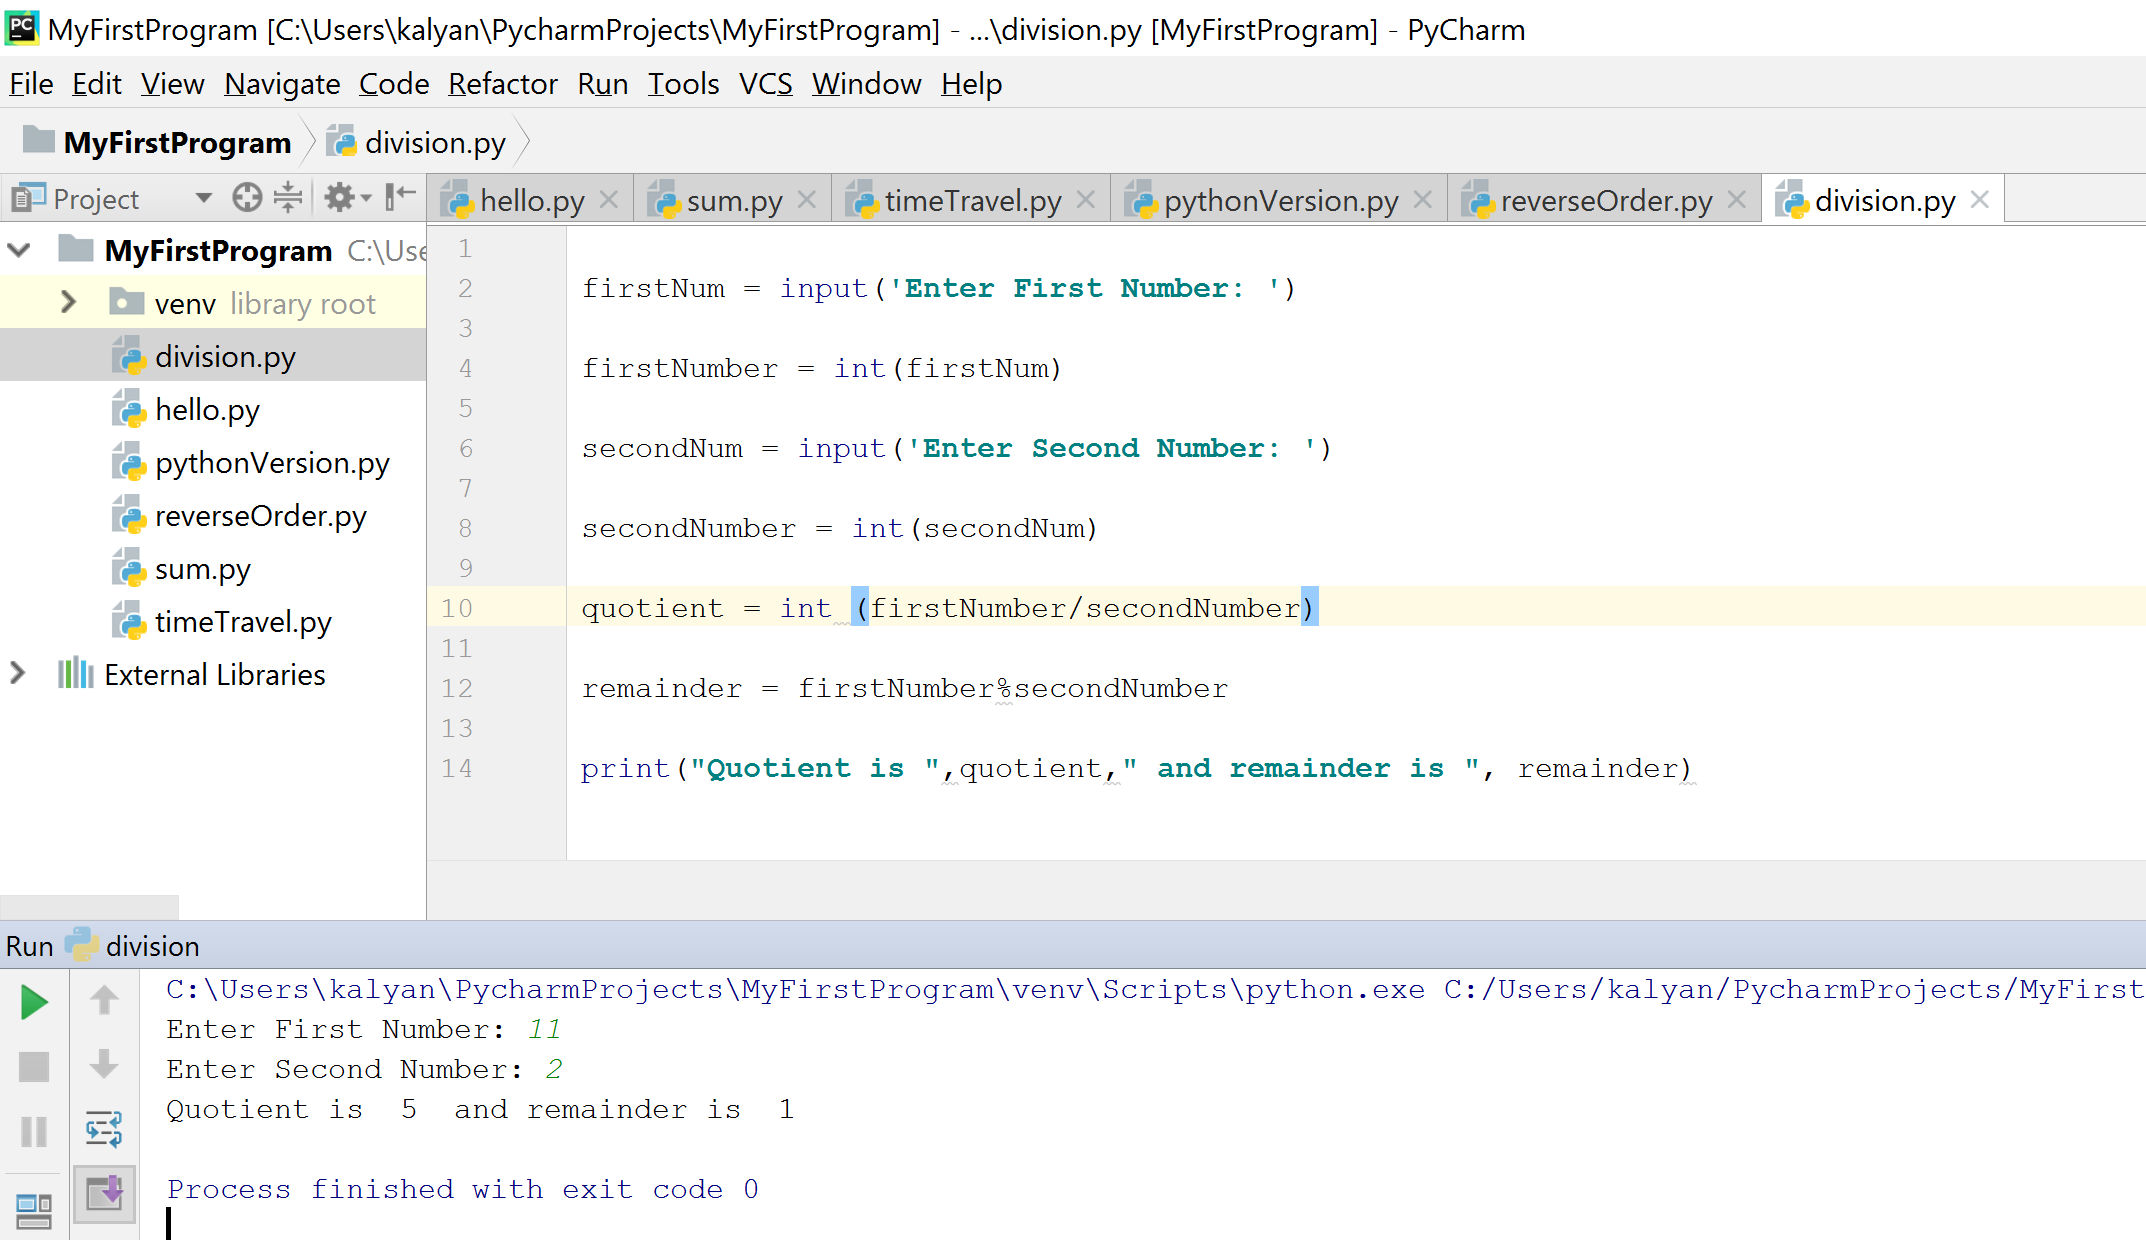 MyFirstProgram [C:\Users\kalyan\PycharmProjects\MyFirstProgram] - ...\division.py [MyFirstProgram] - PyCharm
File Edit View Navigate Code Refactor Run Tools VCS Window Help
MyFirstProgram division.py
Project hello.py sum.py timeTravel.py pythonVersion.py reverseOrder.py division.py
MyFirstProgram C:\Use
venv library root
division.py
hello.py
pythonVersion.py
reverseOrder.py
sum.py
timeTravel.py
External Libraries
1
2 firstNum = input('Enter First Number: ')
3
4 firstNumber = int(firstNum)
5
6 secondNum = input('Enter Second Number: ')
7
8 secondNumber = int(secondNum)
9
10 quotient = int (firstNumber/secondNumber)
11
12 remainder = firstNumber%secondNumber
13
14 print("Quotient is ",quotient," and remainder is ", remainder)
Run division
C:\Users\kalyan\PycharmProjects\MyFirstProgram\venv\Scripts\python.exe C:/Users/kalyan/PycharmProjects/MyFirst
Enter First Number: 11
Enter Second Number: 2
Quotient is  5  and remainder is  1
Process finished with exit code 0